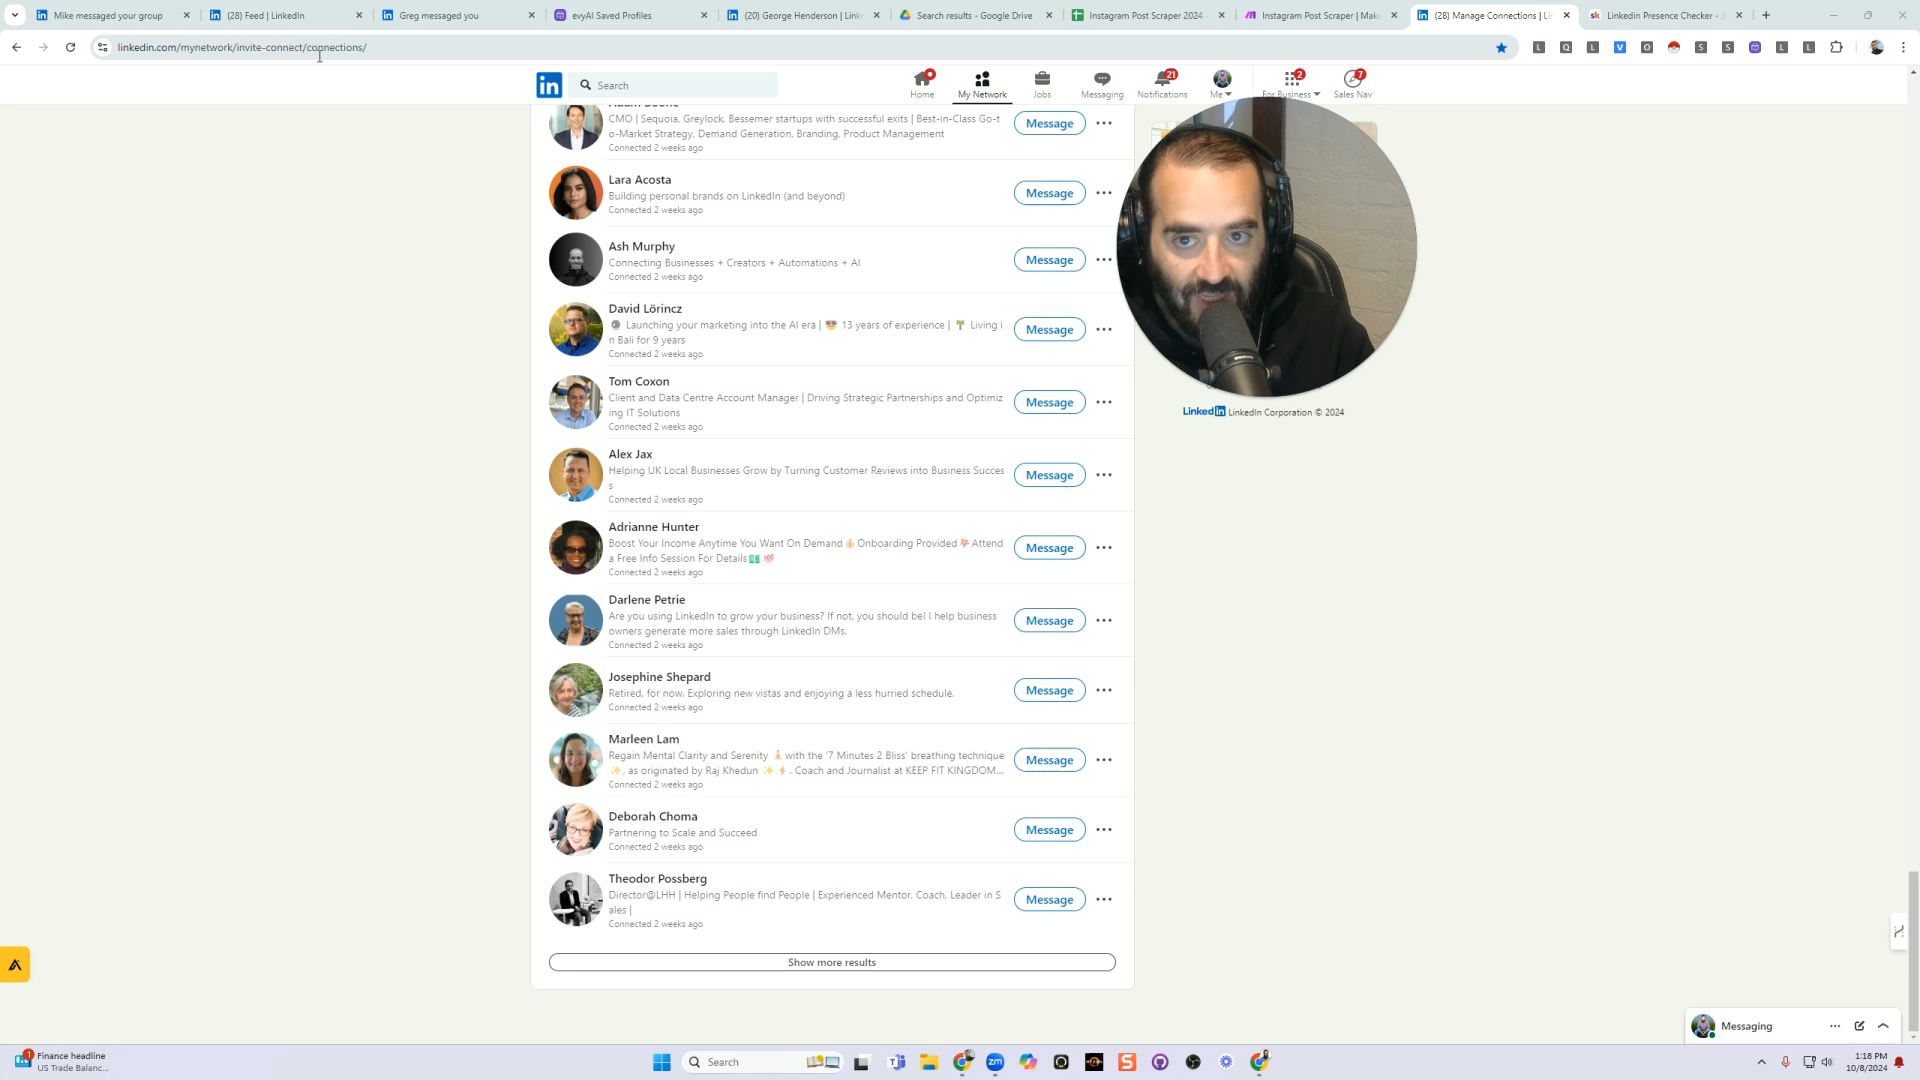 Mike messaged your group
(28) Feed | LinkedIn
Greg messaged you
evyAI Saved Profiles
(20) George Henderson | Link
Search results - Google Drive
Instagram Post Scraper 2024
Instagram Post Scraper | Make
(28) Manage Connections | Li
Linkedin Presence Checker -
linkedin.com/mynetwork/invite-connect/connections/
Search
Home
My Network
Jobs
Messaging
21
Notifications
Me
2
For Business
7
Sales Nav
CMO | Sequoia, Greylock, Bessemer startups with successful exits | Best-in-Class Go-t
o-Market Strategy, Demand Generation, Branding, Product Management
Connected 2 weeks ago
Message
Lara Acosta
Building personal brands on LinkedIn (and beyond)
Connected 2 weeks ago
Message
Ash Murphy
Connecting Businesses + Creators + Automations + AI
Connected 2 weeks ago
Message
David Lörincz
Launching your marketing into the AI era | 13 years of experience | 🌴 Living i
n Bali for 9 years
Connected 2 weeks ago
Message
Tom Coxon
Client and Data Centre Account Manager | Driving Strategic Partnerships and Optimiz
ing IT Solutions
Connected 2 weeks ago
Message
Alex Jax
Helping UK Local Businesses Grow by Turning Customer Reviews into Business Succes
s
Connected 2 weeks ago
Message
Adrianne Hunter
Boost Your Income Anytime You Want On Demand💰Onboarding Provided💥Attend
a Free Info Session For Details💵💯
Connected 2 weeks ago
Message
Darlene Petrie
Are you using LinkedIn to grow your business? If not, you should be! I help business
owners generate more sales through LinkedIn DMs.
Connected 2 weeks ago
Message
Josephine Shepard
Retired, for now. Exploring new vistas and enjoying a less hurried schedule.
Connected 2 weeks ago
Message
Marleen Lam
Regain Mental Clarity and Serenity 🧘 with the '7 Minutes 2 Bliss' breathing technique
✨, as originated by Raj Khedun ✨⚡. Coach and Journalist at KEEP FIT KINGDOM...
Connected 2 weeks ago
Message
Deborah Choma
Partnering to Scale and Succeed
Connected 2 weeks ago
Message
Theodor Possberg
Director@LHH | Helping People find People | Experienced Mentor, Coach, Leader in S
ales |
Connected 2 weeks ago
Message
Show more results
LinkedIn LinkedIn Corporation © 2024
Messaging
1
Finance headline
US Trade Balanc...
Search
1:18 PM
10/8/2024